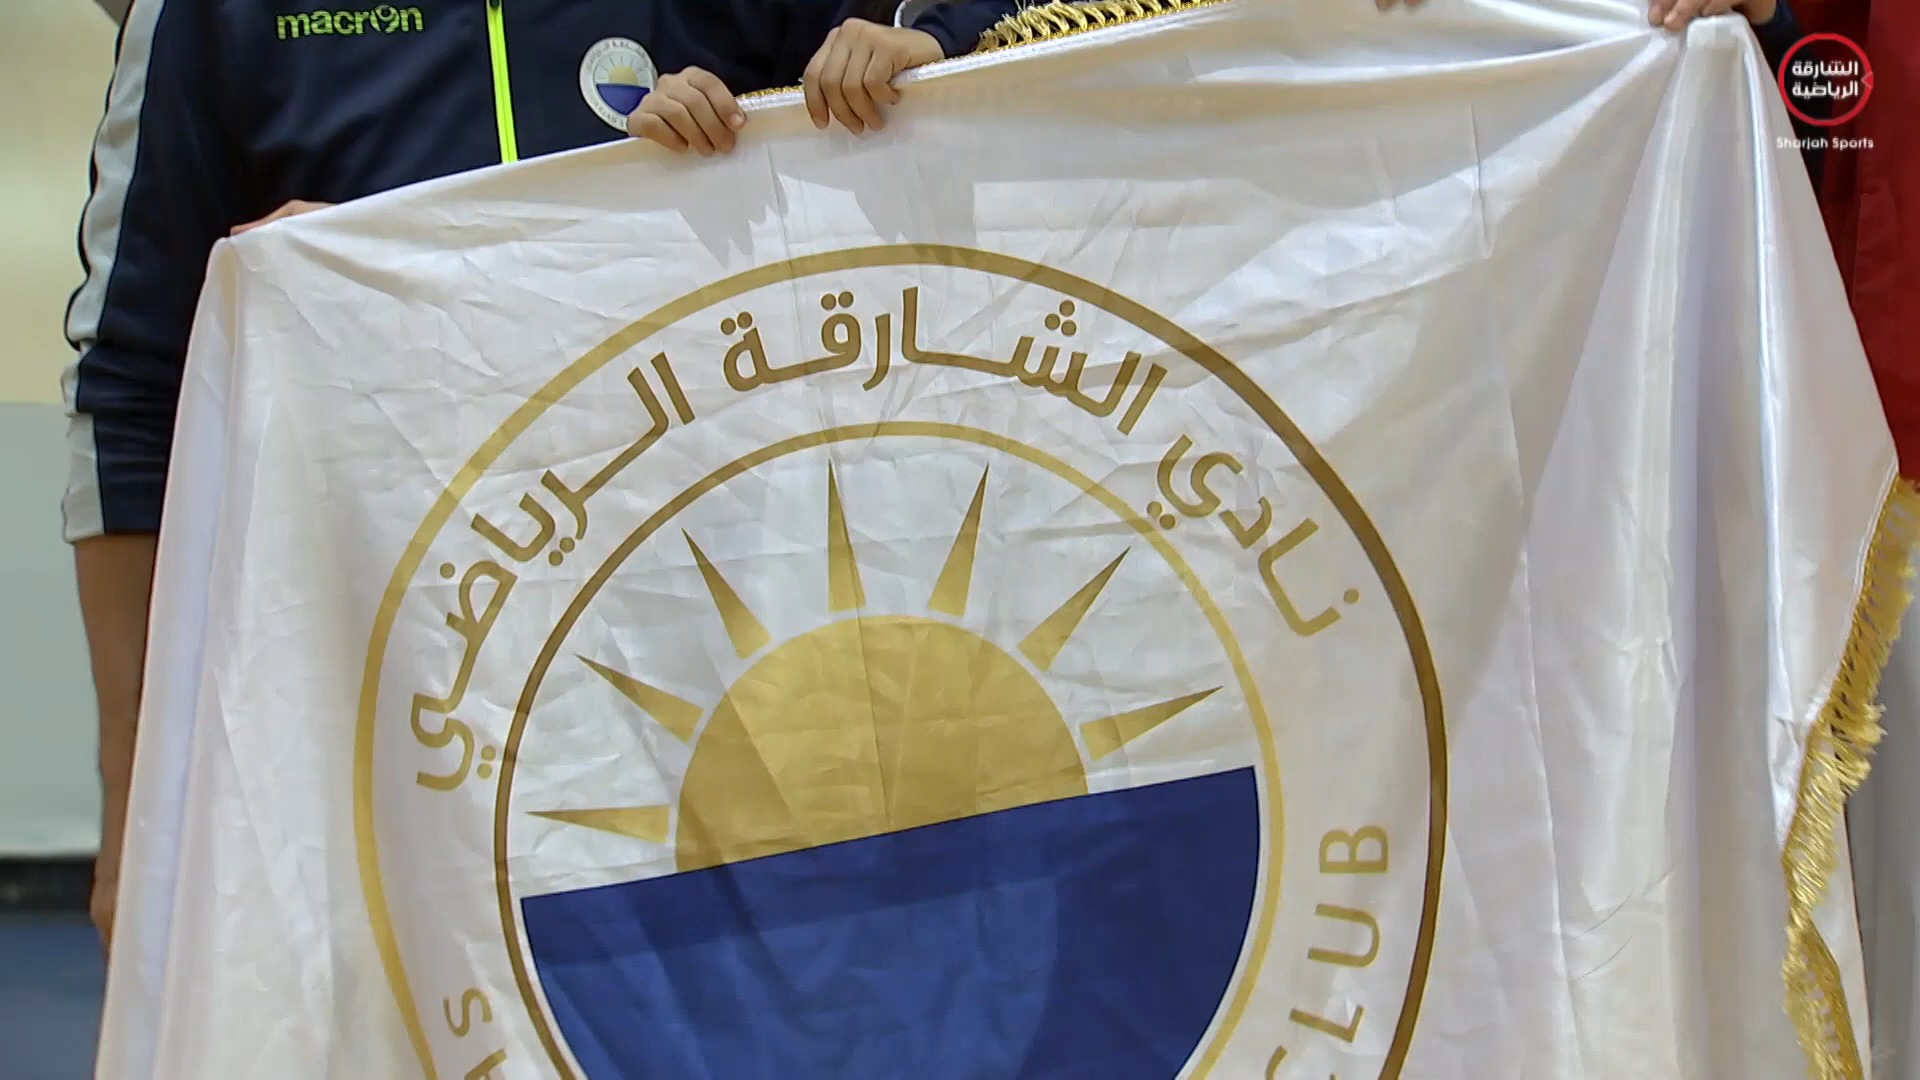 macron
الشارقة
الرياضية
Sharjah Sports
نادي الشارقة الرياضي
CLUB